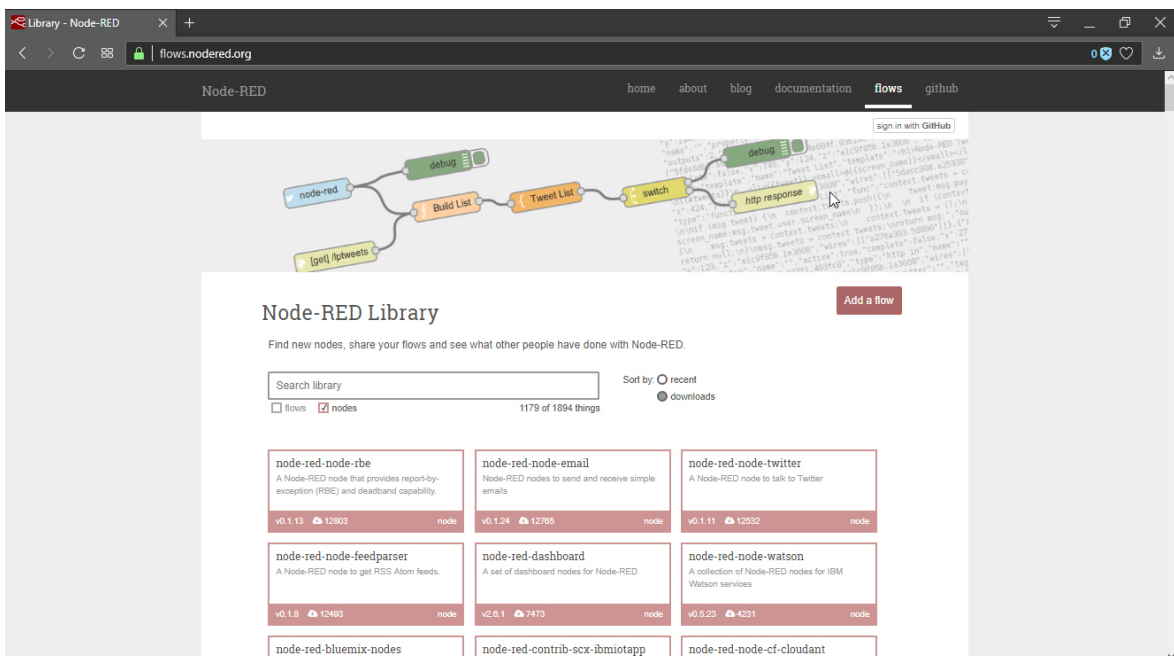 Library - Node-RED
flows.nodered.org
0
Node-RED home about blog documentation flows github
sign in with GitHub
node-red
debug
Build List
Tweet List
switch
debug
http response
[get] /lptweets
Node-RED Library
Add a flow
Find new nodes, share your flows and see what other people have done with Node-RED.
Search library
Sort by: recent
downloads
flows nodes 1179 of 1894 things
node-red-node-rbe
A Node-RED node that provides report-by-
exception (RBE) and deadband capability.
v0.1.13 12803 node
node-red-node-email
Node-RED nodes to send and receive simple
emails
v0.1.24 12765 node
node-red-node-twitter
A Node-RED node to talk to Twitter
v0.1.11 12532 node
node-red-node-feedparser
A Node-RED node to get RSS Atom feeds.
v0.1.8 12493 node
node-red-dashboard
A set of dashboard nodes for Node-RED
v2.6.1 7473 node
node-red-node-watson
A collection of Node-RED nodes for IBM
Watson services
v0.5.23 4231 node
node-red-bluemix-nodes
node-red-contrib-scx-ibmiotapp
node-red-node-cf-cloudant